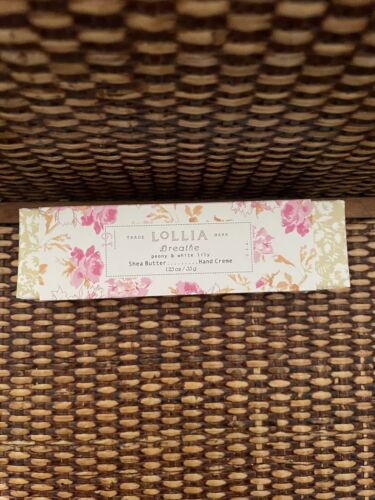 TRADE LOLLIA MARK
Breathe
peony & white lily
Shea Butter.........Hand Creme